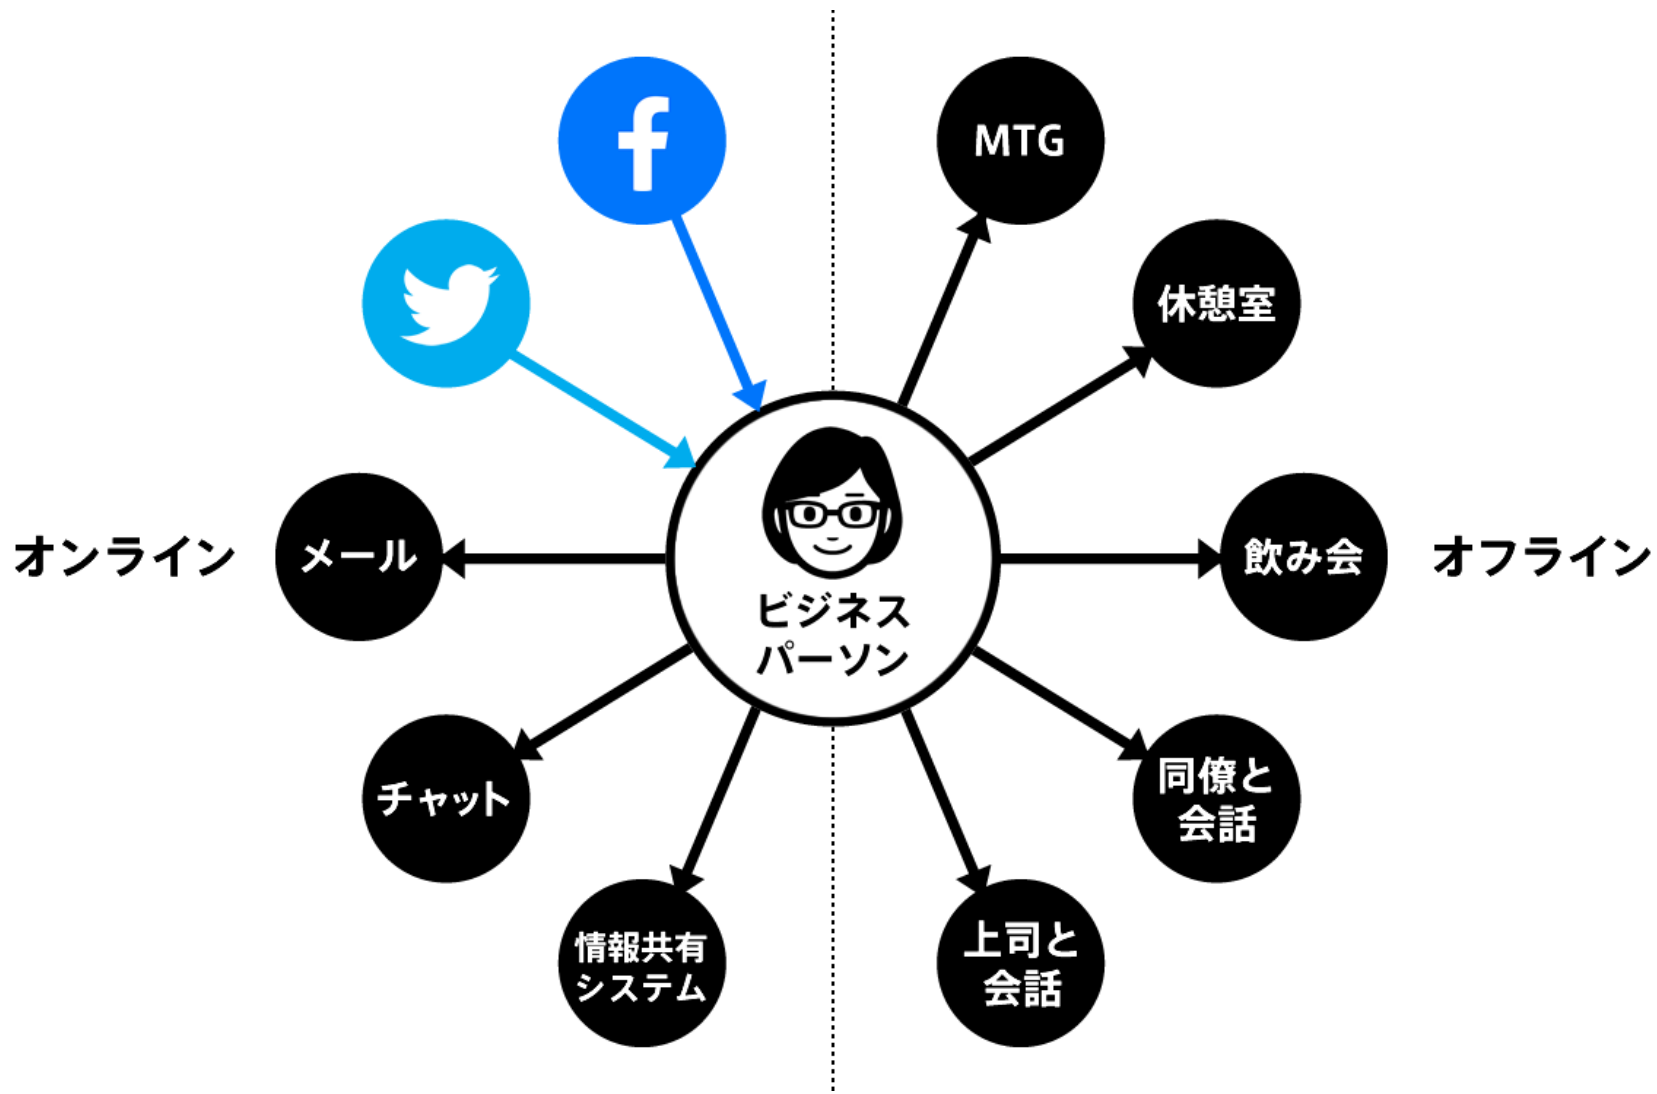 MTG
休憩室
オンライン
メール
ビジネス
パーソン
飲み会
オフライン
チャット
同僚と
会話
情報共有
システム
上司と
会話